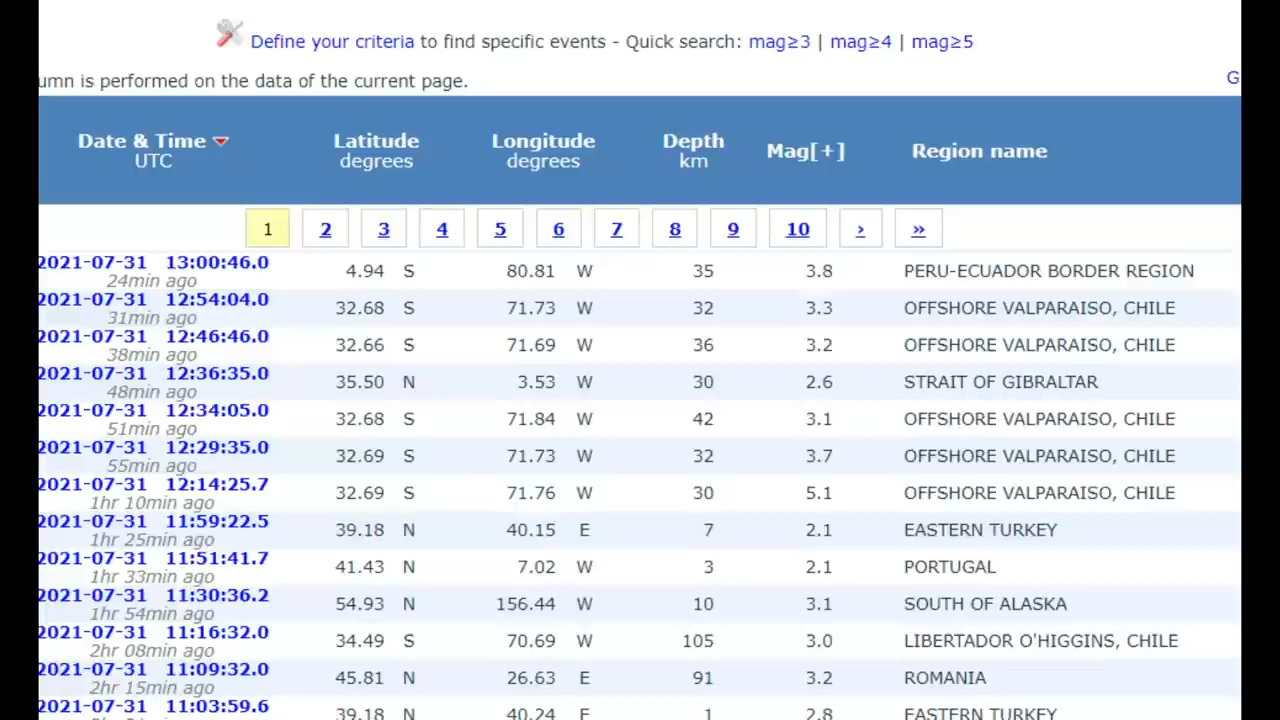 Define your criteria to find specific events - Quick search: mag≥3 | mag≥4 | mag≥5
umn is performed on the data of the current page.
G
Date & Time Latitude Longitude Depth Mag[+] Region name
UTC degrees degrees km
1 2 3 4 5 6 7 8 9 10 › »
2021-07-31 13:00:46.0 4.94 S 80.81 W 35 3.8 PERU-ECUADOR BORDER REGION
24min ago
2021-07-31 12:54:04.0 32.68 S 71.73 W 32 3.3 OFFSHORE VALPARAISO, CHILE
31min ago
2021-07-31 12:46:46.0 32.66 S 71.69 W 36 3.2 OFFSHORE VALPARAISO, CHILE
38min ago
2021-07-31 12:36:35.0 35.50 N 3.53 W 30 2.6 STRAIT OF GIBRALTAR
48min ago
2021-07-31 12:34:05.0 32.68 S 71.84 W 42 3.1 OFFSHORE VALPARAISO, CHILE
51min ago
2021-07-31 12:29:35.0 32.69 S 71.73 W 32 3.7 OFFSHORE VALPARAISO, CHILE
55min ago
2021-07-31 12:14:25.7 32.69 S 71.76 W 30 5.1 OFFSHORE VALPARAISO, CHILE
1hr 10min ago
2021-07-31 11:59:22.5 39.18 N 40.15 E 7 2.1 EASTERN TURKEY
1hr 25min ago
2021-07-31 11:51:41.7 41.43 N 7.02 W 3 2.1 PORTUGAL
1hr 33min ago
2021-07-31 11:30:36.2 54.93 N 156.44 W 10 3.1 SOUTH OF ALASKA
1hr 54min ago
2021-07-31 11:16:32.0 34.49 S 70.69 W 105 3.0 LIBERTADOR O'HIGGINS, CHILE
2hr 08min ago
2021-07-31 11:09:32.0 45.81 N 26.63 E 91 3.2 ROMANIA
2hr 15min ago
2021-07-31 11:03:59.6 39.18 N 40.24 E 1 2.8 EASTERN TURKEY